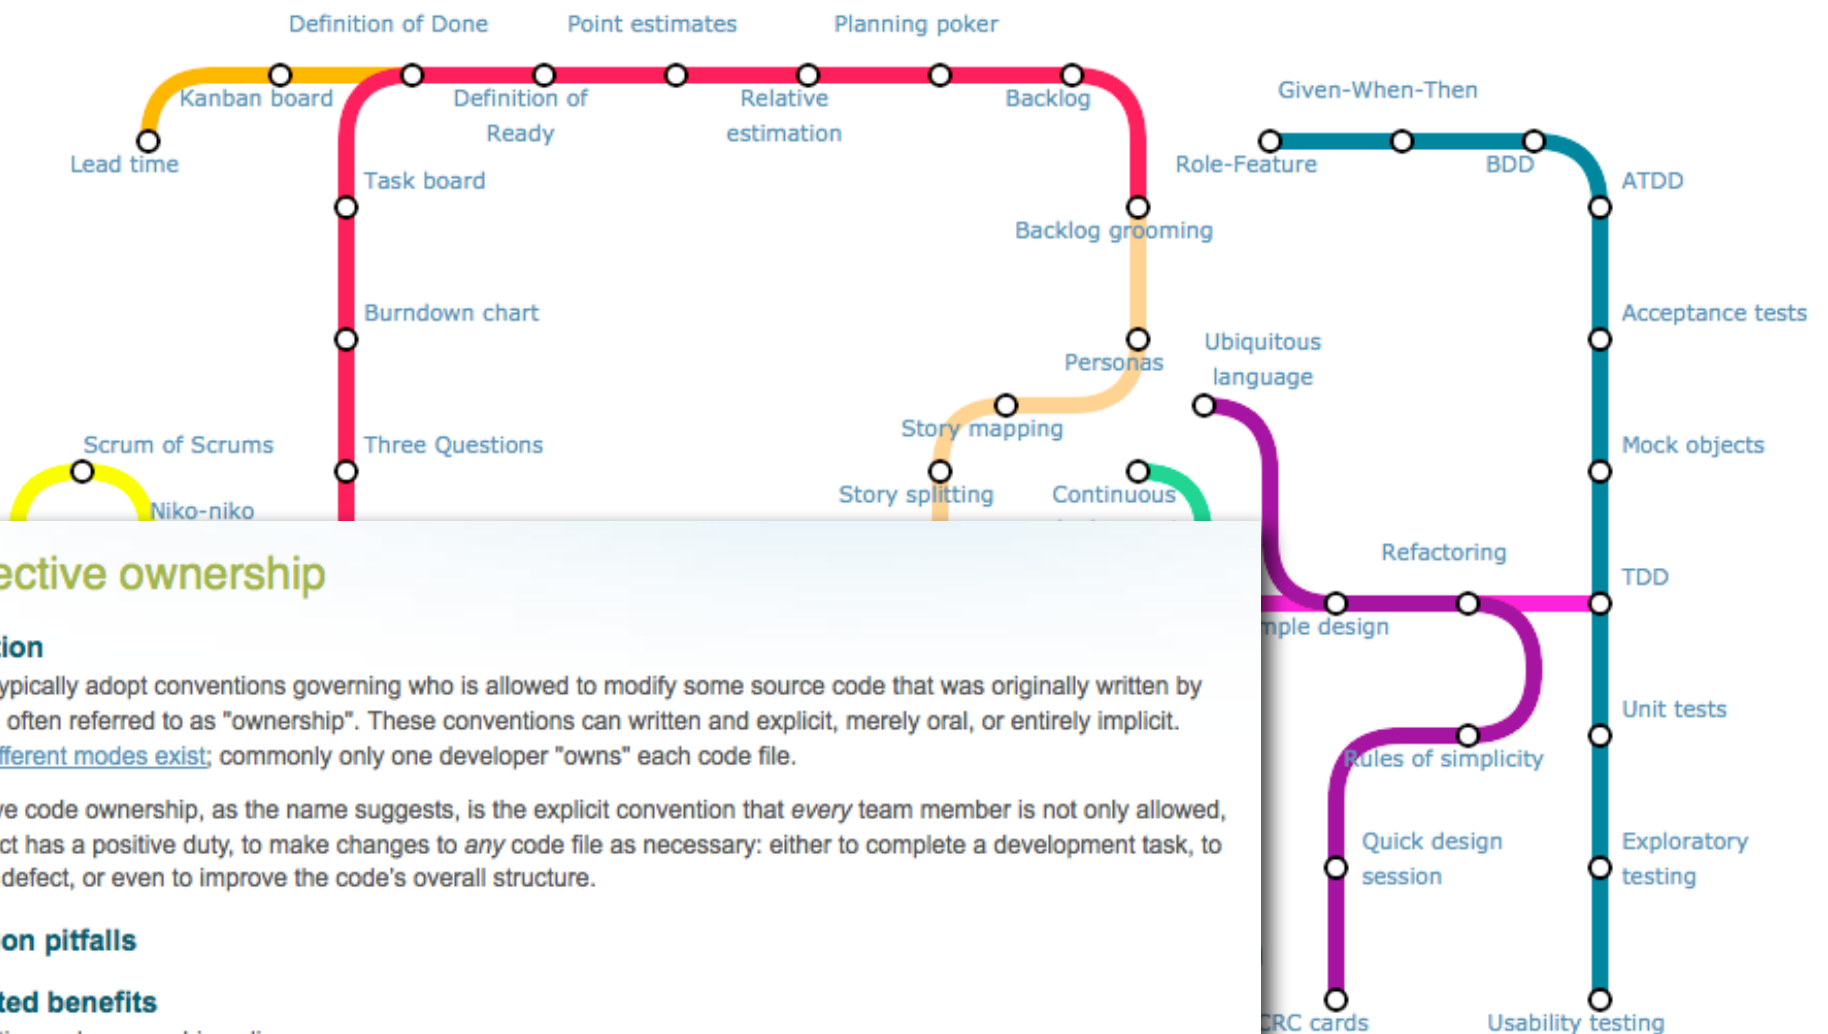 Definition of Done
Point estimates
Planning poker
Kanban board
Definition of
Ready
Relative
estimation
Backlog
Given-When-Then
Lead time
Role-Feature
BDD
ATDD
Task board
Backlog grooming
Burndown chart
Acceptance tests
Ubiquitous
language
Personas
Story mapping
Scrum of Scrums
Three Questions
Mock objects
Story splitting
Continuous
Niko-niko
Refactoring
TDD
mple design
Unit tests
Rules of simplicity
Quick design
session
Exploratory
testing
CRC cards
Usability testing
ective ownership
tion
ypically adopt conventions governing who is allowed to modify some source code that was originally written by
often referred to as "ownership". These conventions can written and explicit, merely oral, or entirely implicit.
fferent modes exist; commonly only one developer "owns" each code file.
ve code ownership, as the name suggests, is the explicit convention that every team member is not only allowed,
ct has a positive duty, to make changes to any code file as necessary: either to complete a development task, to
defect, or even to improve the code's overall structure.
on pitfalls
ted benefits